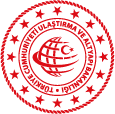 TÜRKİYE CUMHURİYETİ ULAŞTIRMA VE ALTYAPI BAKANLIĞI